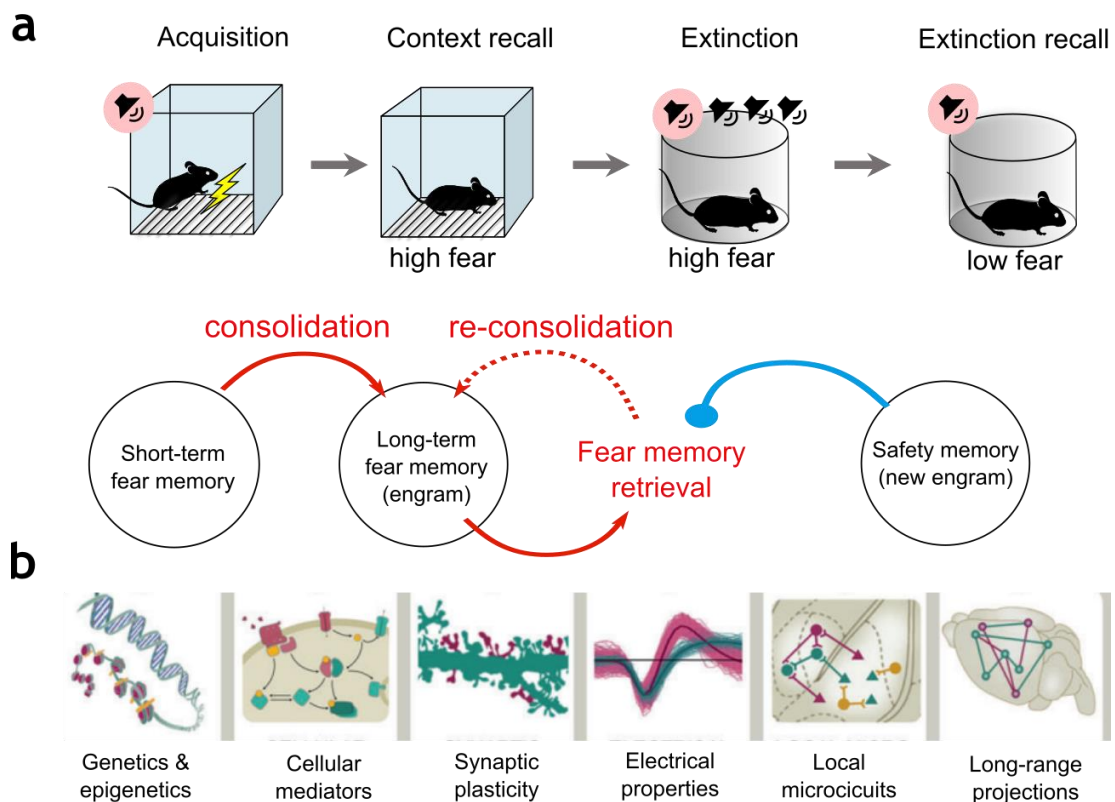 a
Acquisition
Context recall
Extinction
Extinction recall
high fear
high fear
low fear
consolidation
re-consolidation
Short-term
fear memory
Long-term
fear memory
(engram)
Fear memory
retrieval
Safety memory
(new engram)
b
Genetics &
epigenetics
Cellular
mediators
Synaptic
plasticity
Electrical
properties
Local
microcuits
Long-range
projections